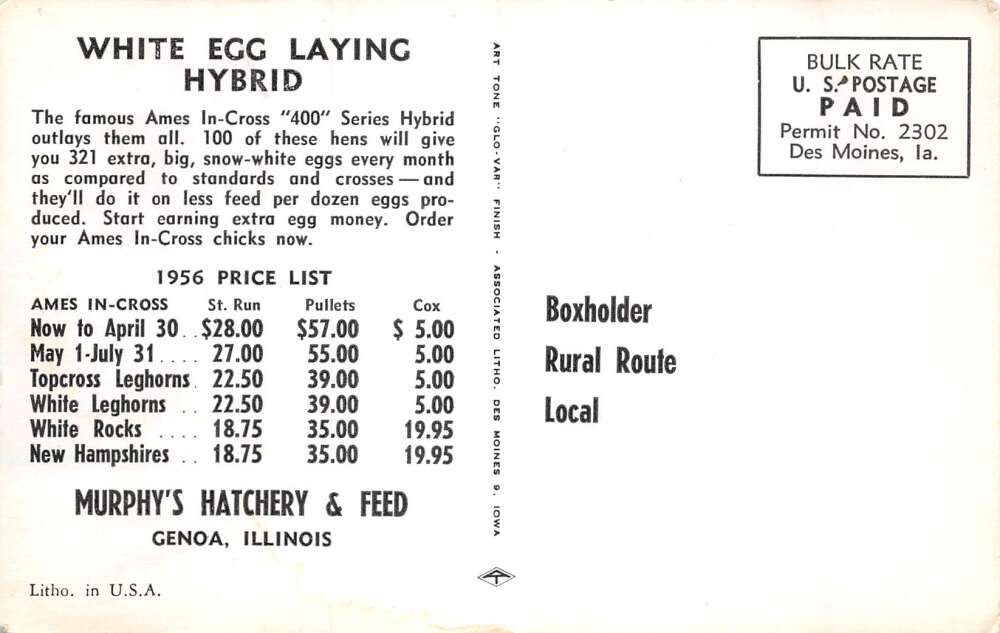 WHITE EGG LAYING
HYBRID
The famous Ames In-Cross "400" Series Hybrid
outlays them all. 100 of these hens will give
you 321 extra, big, snow-white eggs every month
as compared to standards and crosses — and
they'll do it on less feed per dozen eggs pro-
duced. Start earning extra egg money. Order
your Ames In-Cross chicks now.
1956 PRICE LIST
AMES IN-CROSS St. Run Pullets Cox
Now to April 30 . . $28.00 $57.00 $ 5.00
May 1-July 31 . . . . 27.00 55.00 5.00
Topcross Leghorns . 22.50 39.00 5.00
White Leghorns . . 22.50 39.00 5.00
White Rocks . . . . 18.75 35.00 19.95
New Hampshires . . 18.75 35.00 19.95
MURPHY'S HATCHERY & FEED
GENOA, ILLINOIS
Litho. in U.S.A.
ART TONE "GLO-VAR" FINISH - ASSOCIATED LITHO. DES MOINES 9, IOWA
BULK RATE
U. S. POSTAGE
PAID
Permit No. 2302
Des Moines, Ia.
Boxholder
Rural Route
Local